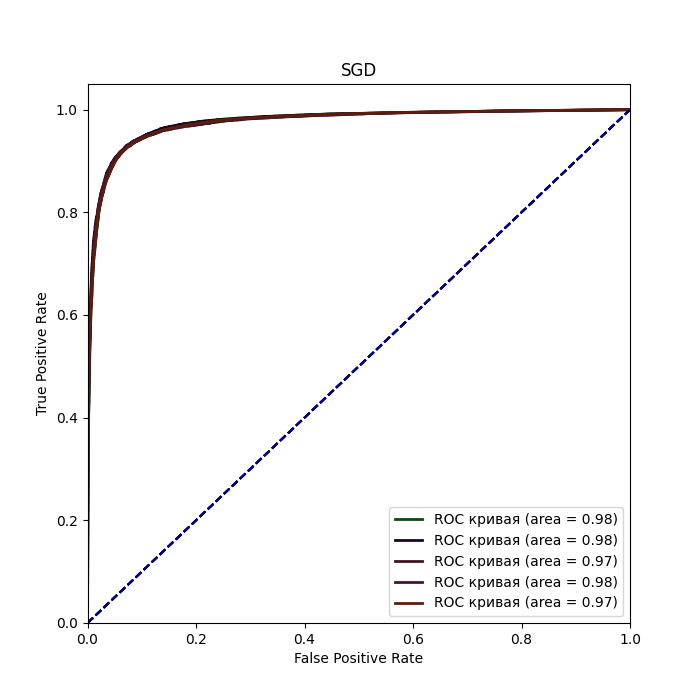 SGD
True Positive Rate
1.0
0.8
0.6
0.4
0.2
0.0
ROC кривая (area = 0.98)
ROC кривая (area = 0.98)
ROC кривая (area = 0.97)
ROC кривая (area = 0.98)
ROC кривая (area = 0.97)
0.0 0.2 0.4 0.6 0.8 1.0
False Positive Rate